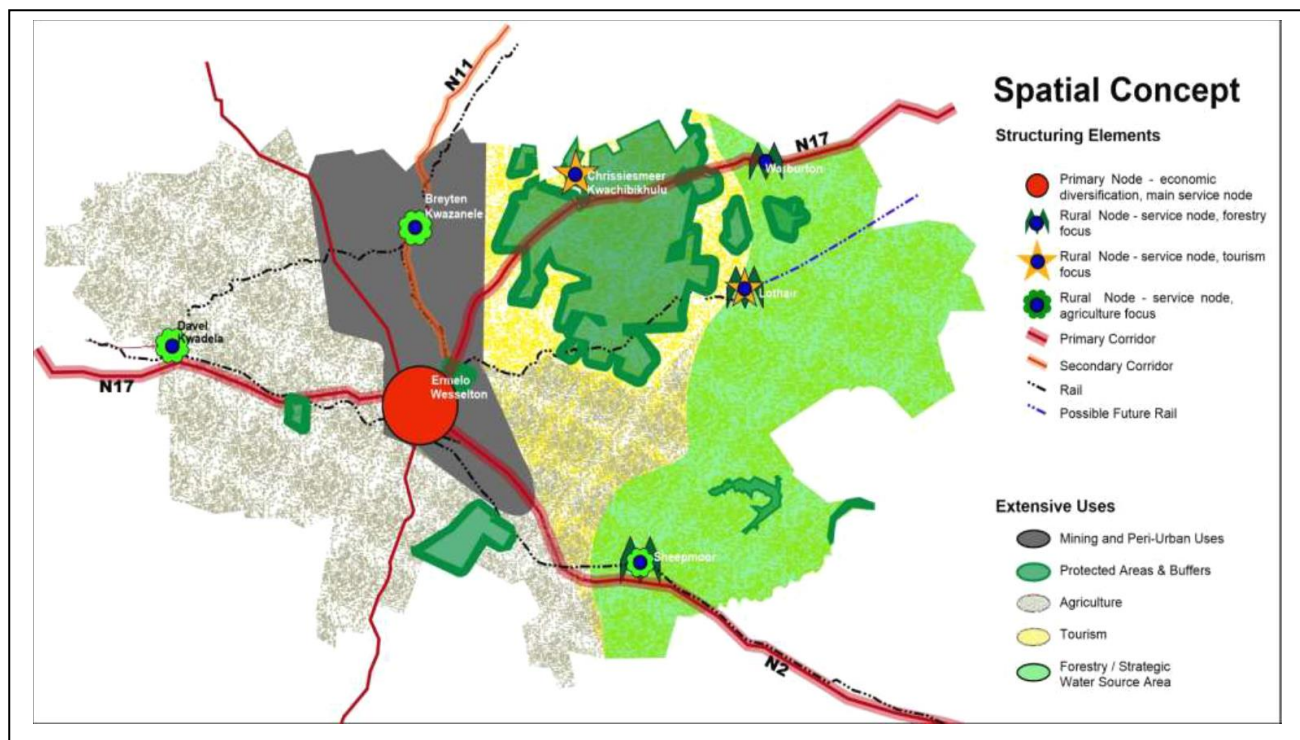 N11
N17
Warburton
Chrissiesmeer
Kwachibikhulu
Breyten
Kwazanele
Lothair
Davel
Kwadela
N17
Ermelo
Wesselton
Sheepmoor
N2
Spatial Concept
Structuring Elements
Primary Node - economic
diversification, main service node
Rural Node - service node, forestry
focus
Rural Node - service node, tourism
focus
Rural Node - service node,
agriculture focus
Primary Corridor
Secondary Corridor
Rail
Possible Future Rail
Extensive Uses
Mining and Peri-Urban Uses
Protected Areas & Buffers
Agriculture
Tourism
Forestry / Strategic
Water Source Area